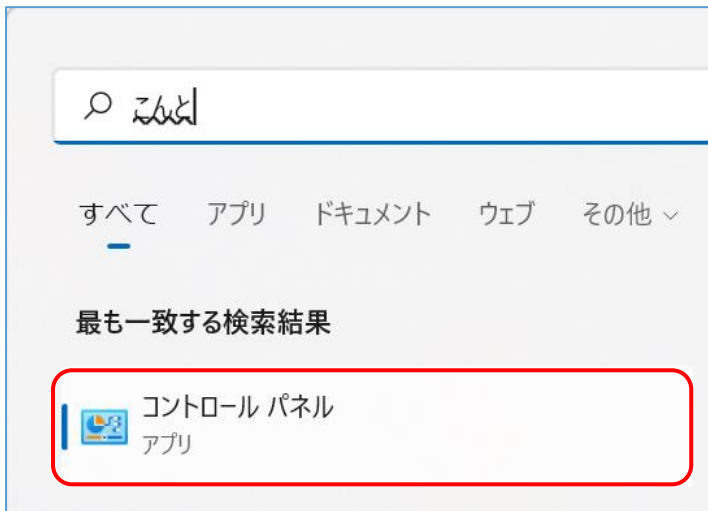 こんと
すべて アプリ ドキュメント ウェブ その他
最も一致する検索結果
コントロール パネル
アプリ